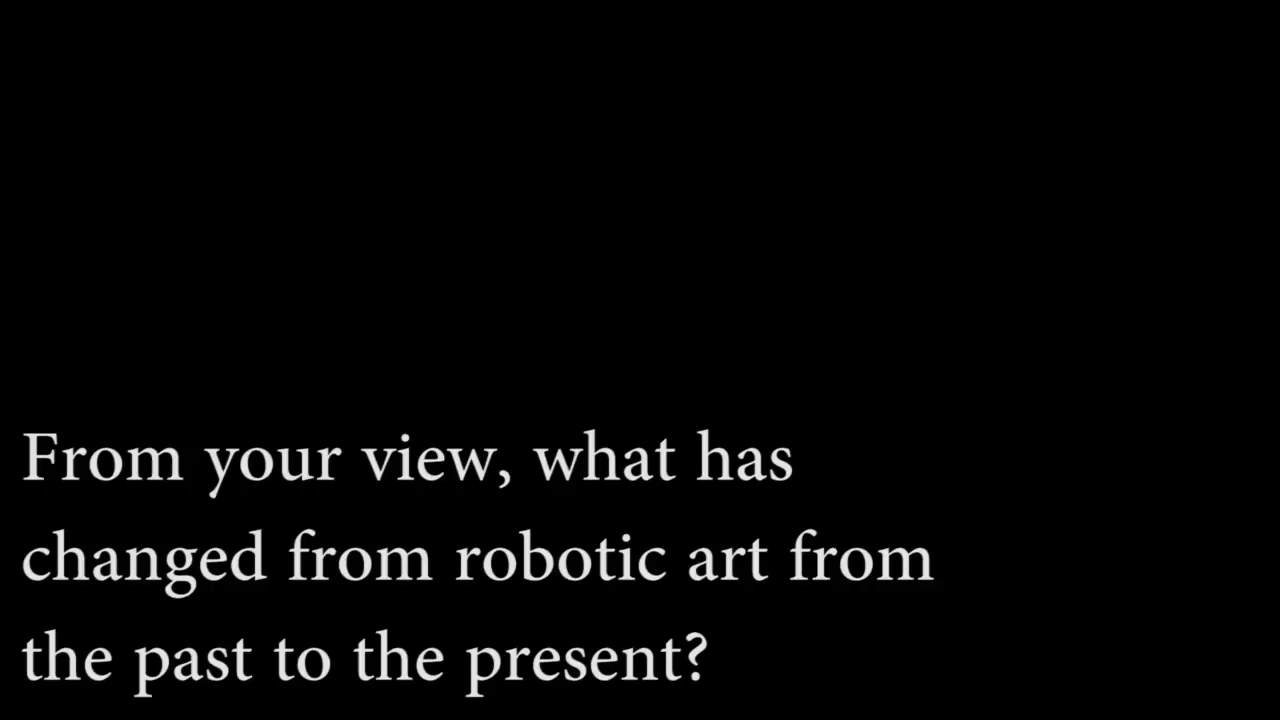 From your view, what has
changed from robotic art from
the past to the present?